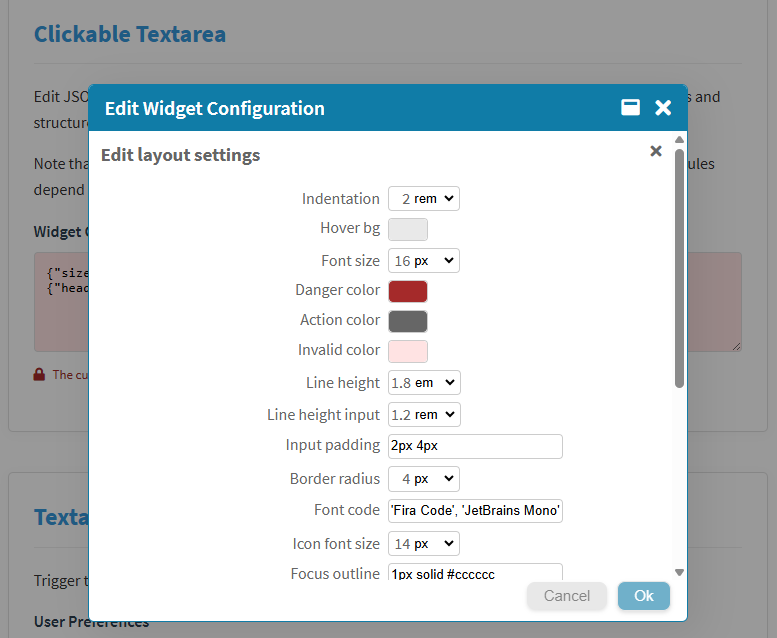 Clickable Textarea
Edit JSO
s and
structur
Edit Widget Configuration
Note tha
ules
depend
Edit layout settings
Widget
{"size
{"head
The cu
Indentation 2 rem
Hover bg
Font size 16 px
Danger color
Action color
Invalid color
Line height 1.8 em
Line height input 1.2 rem
Input padding 2px 4px
Border radius 4 px
Font code 'Fira Code', 'JetBrains Mono'
Icon font size 14 px
Focus outline 1px solid #cccccc
Cancel Ok
Texta
Trigger t
User Preferences